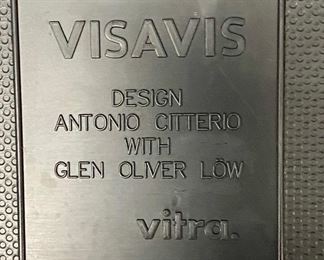 VISAVIS
DESIGN
ANTONIO CITTERIO
WITH
GLEN OLIVER LÖW
vitra.